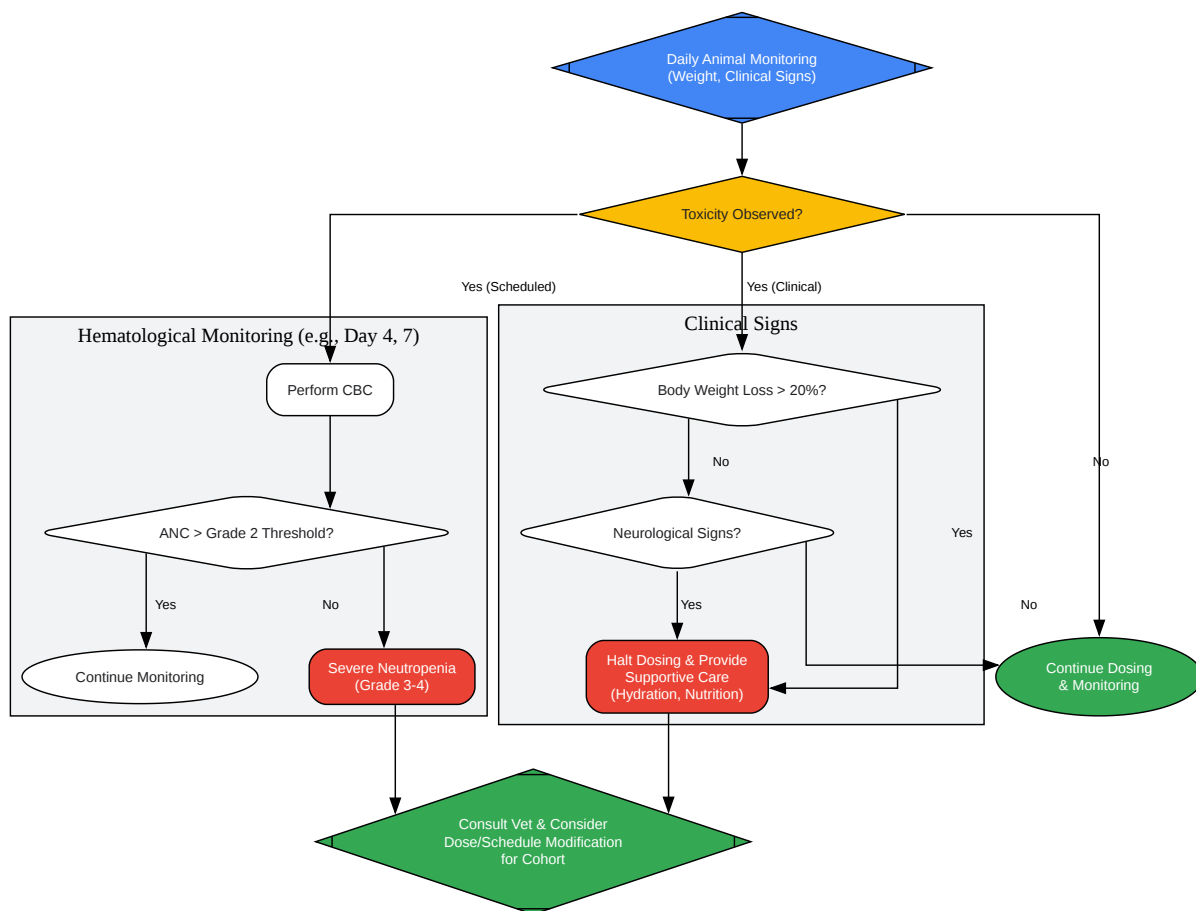 Daily Animal Monitoring
(Weight, Clinical Signs)
Toxicity Observed?
Yes (Scheduled)
Yes (Clinical)
Hematological Monitoring (e.g., Day 4, 7)
Clinical Signs
Perform CBC
Body Weight Loss > 20%?
No
No
ANC > Grade 2 Threshold?
Neurological Signs?
Yes
Yes
No
Yes
No
Continue Monitoring
Severe Neutropenia
(Grade 3-4)
Halt Dosing & Provide
Supportive Care
(Hydration, Nutrition)
Continue Dosing
& Monitoring
Consult Vet & Consider
Dose/Schedule Modification
for Cohort